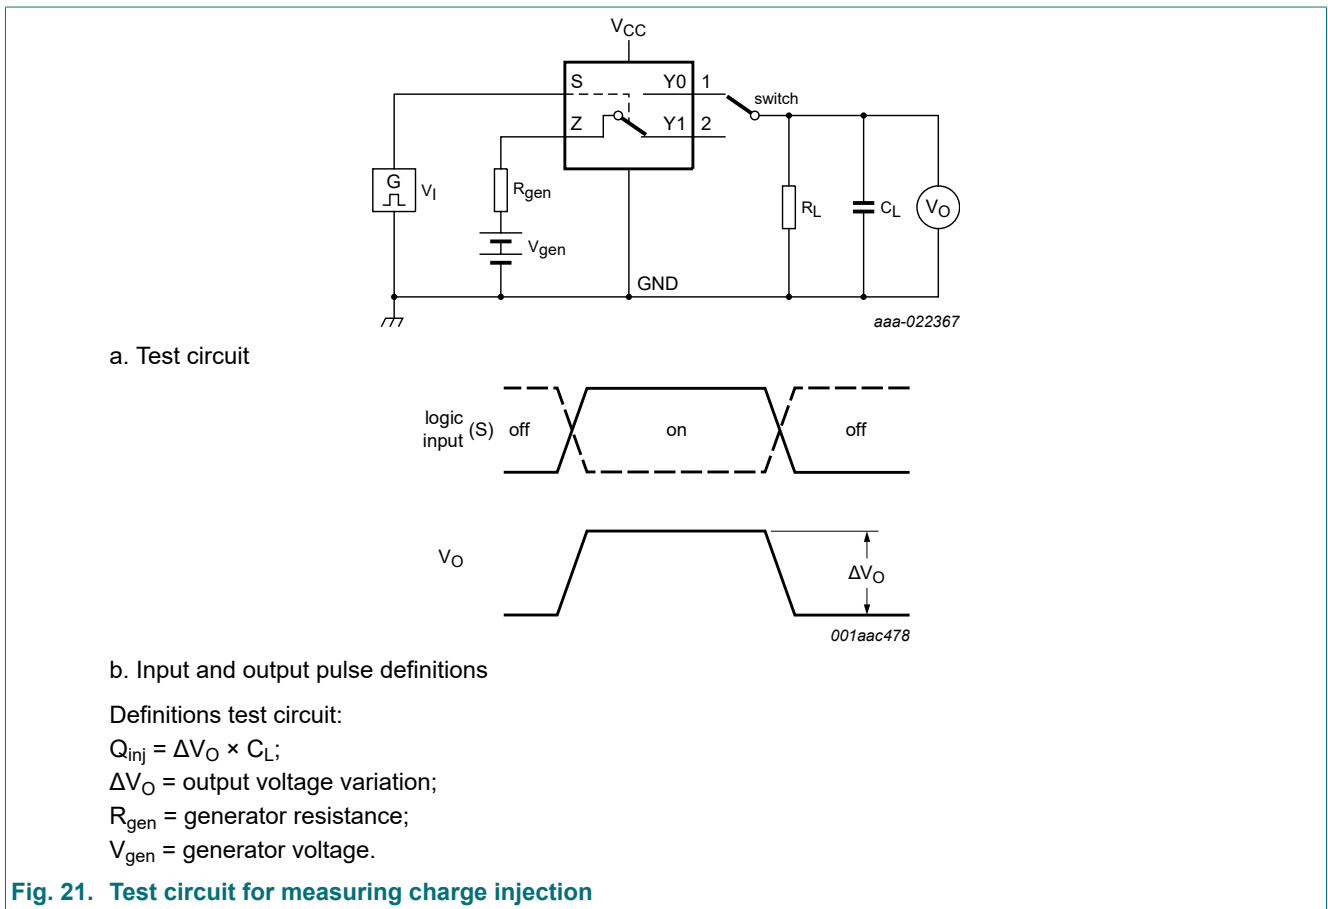 VCC
S Y0 1
switch
Z Y1 2
G VI
Rgen
RL CL VO
Vgen
GND
aaa-022367
a. Test circuit
logic
input (S) off on off
VO
ΔVO
001aac478
b. Input and output pulse definitions
Definitions test circuit:
Qinj = ΔVO × CL;
ΔVO = output voltage variation;
Rgen = generator resistance;
Vgen = generator voltage.
Fig. 21. Test circuit for measuring charge injection